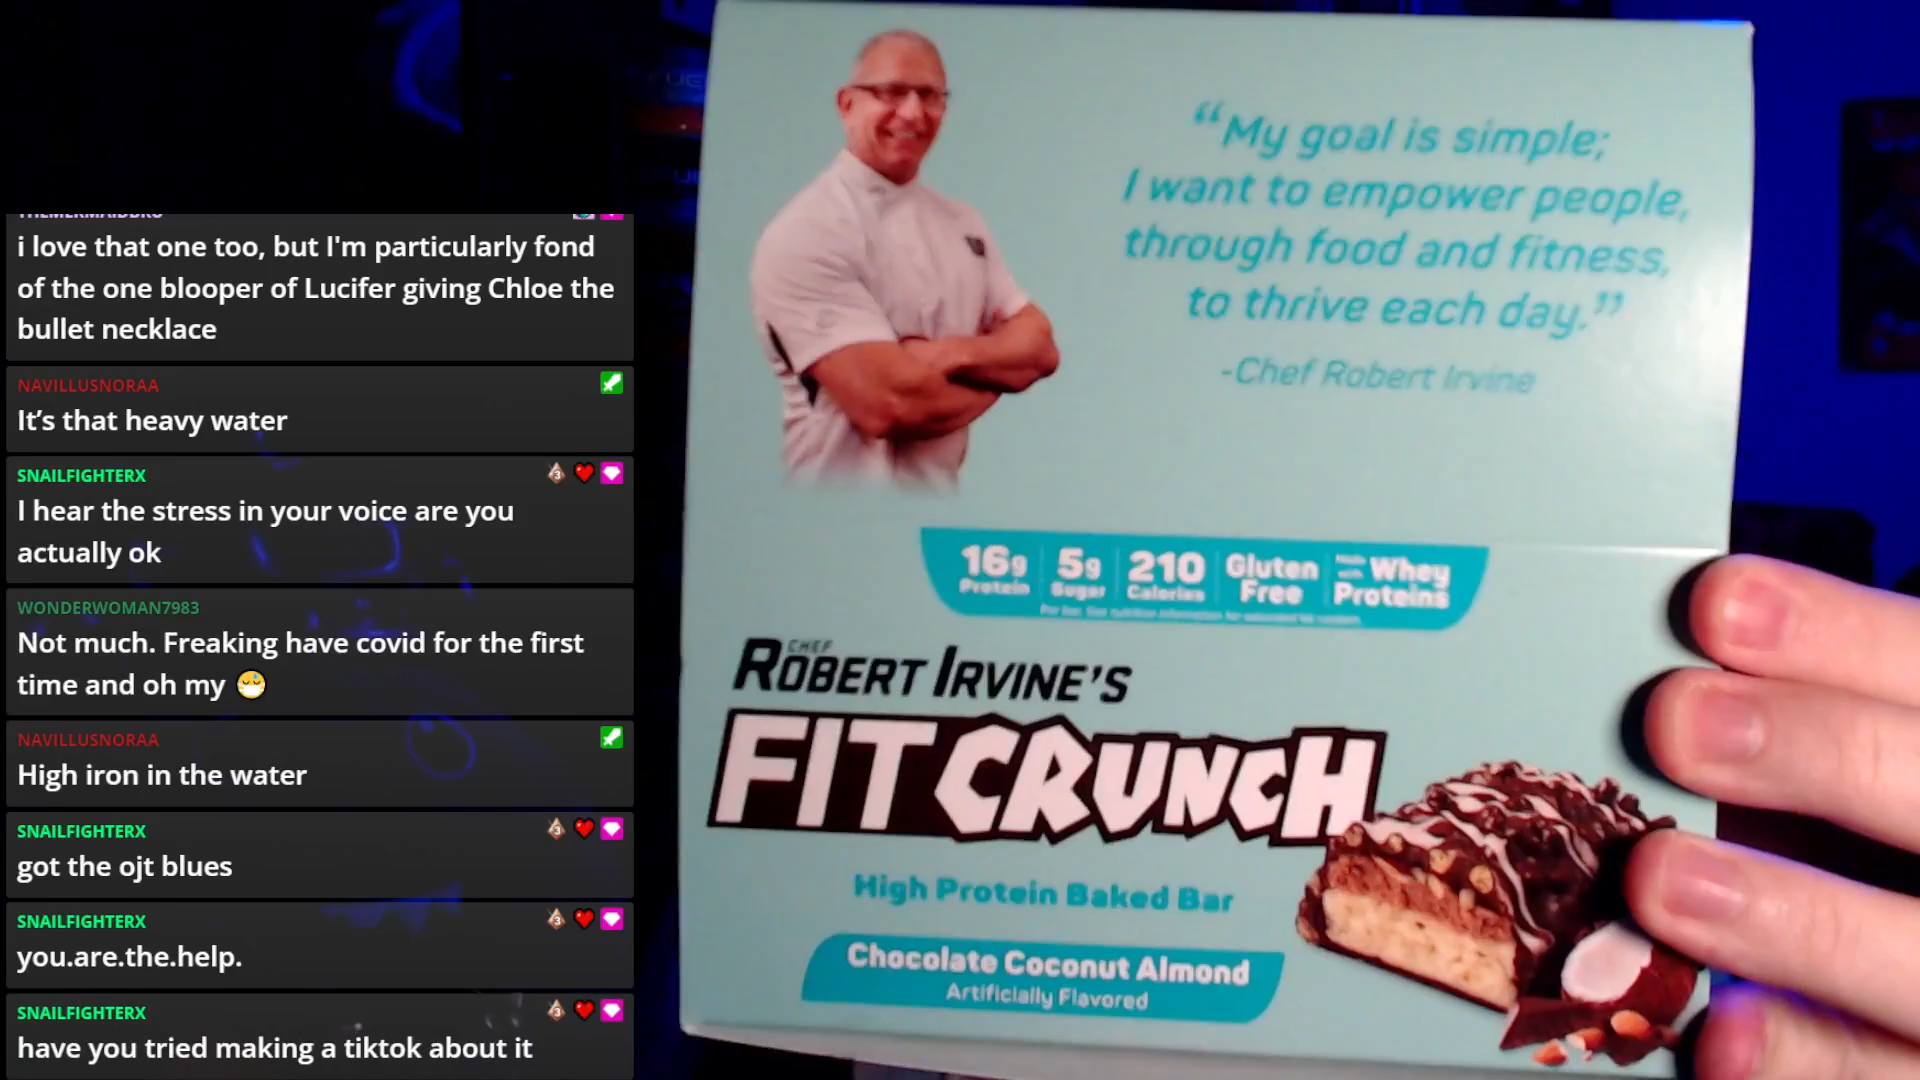 THEMERMAIDBRO
i love that one too, but I'm particularly fond
of the one blooper of Lucifer giving Chloe the
bullet necklace
NAVILLUSNORAA
It’s that heavy water
SNAILFIGHTERX
I hear the stress in your voice are you
actually ok
WONDERWOMAN7983
Not much. Freaking have covid for the first
time and oh my 😷
NAVILLUSNORAA
High iron in the water
SNAILFIGHTERX
got the ojt blues
SNAILFIGHTERX
you.are.the.help.
SNAILFIGHTERX
have you tried making a tiktok about it
“My goal is simple;
I want to empower people,
through food and fitness,
to thrive each day.”
-Chef Robert Irvine
16g Protein
5g Sugar
210 Calories
Gluten Free
Made with Whey Proteins
CHEF
ROBERT IRVINE'S
FITCRUNCH
High Protein Baked Bar
Chocolate Coconut Almond
Artificially Flavored